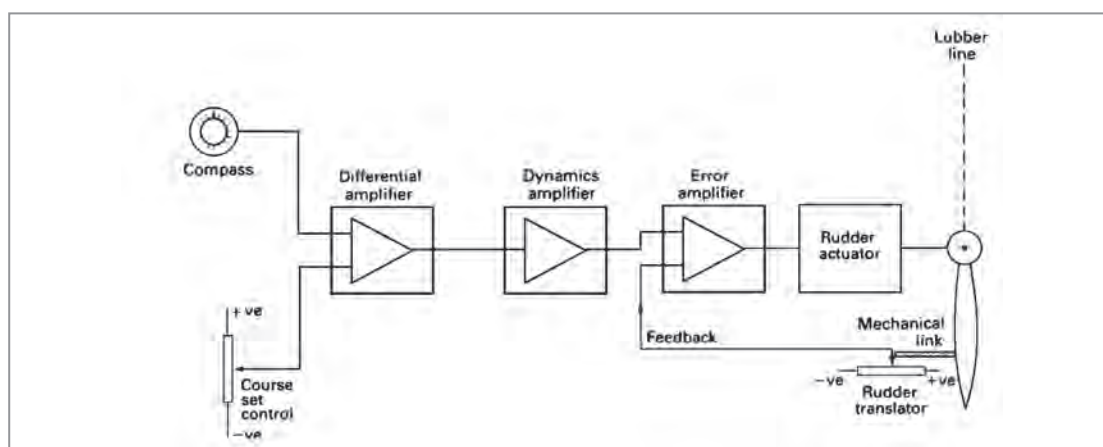 Lubber
line
Compass
Differential
amplifier
Dynamics
amplifier
Error
amplifier
Rudder
actuator
+ve
Course
set
control
-ve
Feedback
Mechanical
link
-ve
+ve
Rudder
translator